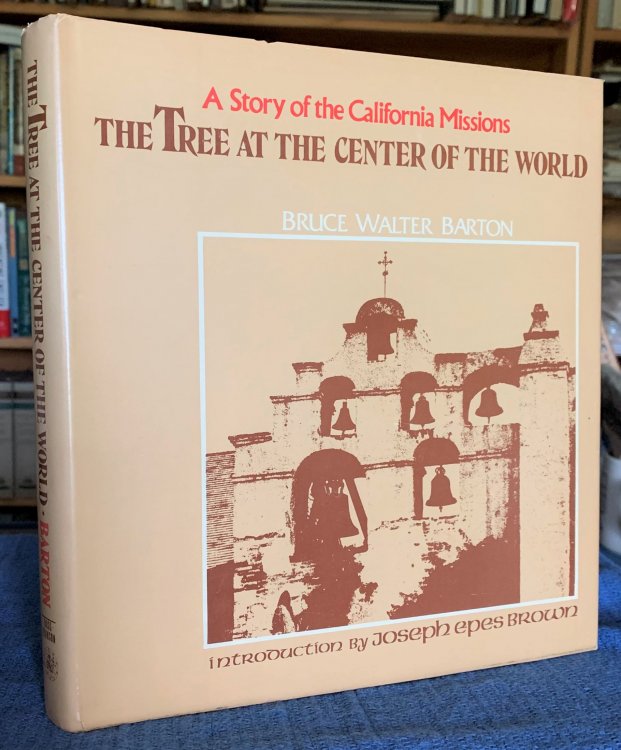 A Story of the California Missions
THE TREE AT THE CENTER OF THE WORLD
BRUCE WALTER BARTON
introduction by Joseph Epes Brown
THE TREE AT THE CENTER OF THE WORLD · BARTON